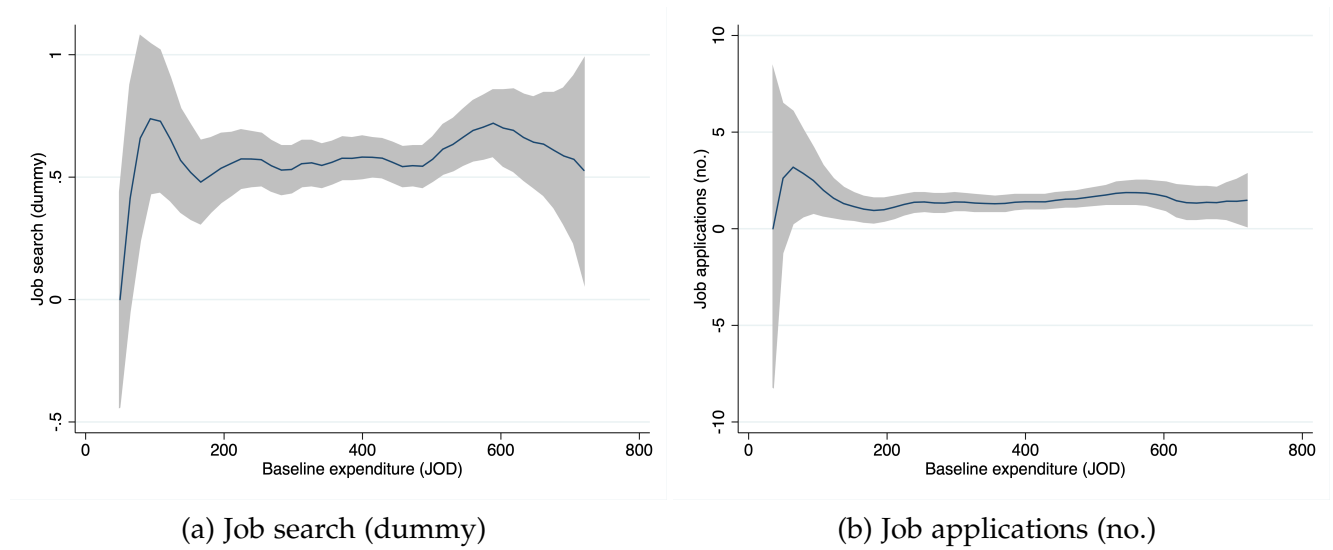 Job search (dummy)
1
.5
0
-.5
0 200 400 600 800
Baseline expenditure (JOD)
(a) Job search (dummy)
Job applications (no.)
10
5
0
-5
-10
0 200 400 600 800
Baseline expenditure (JOD)
(b) Job applications (no.)